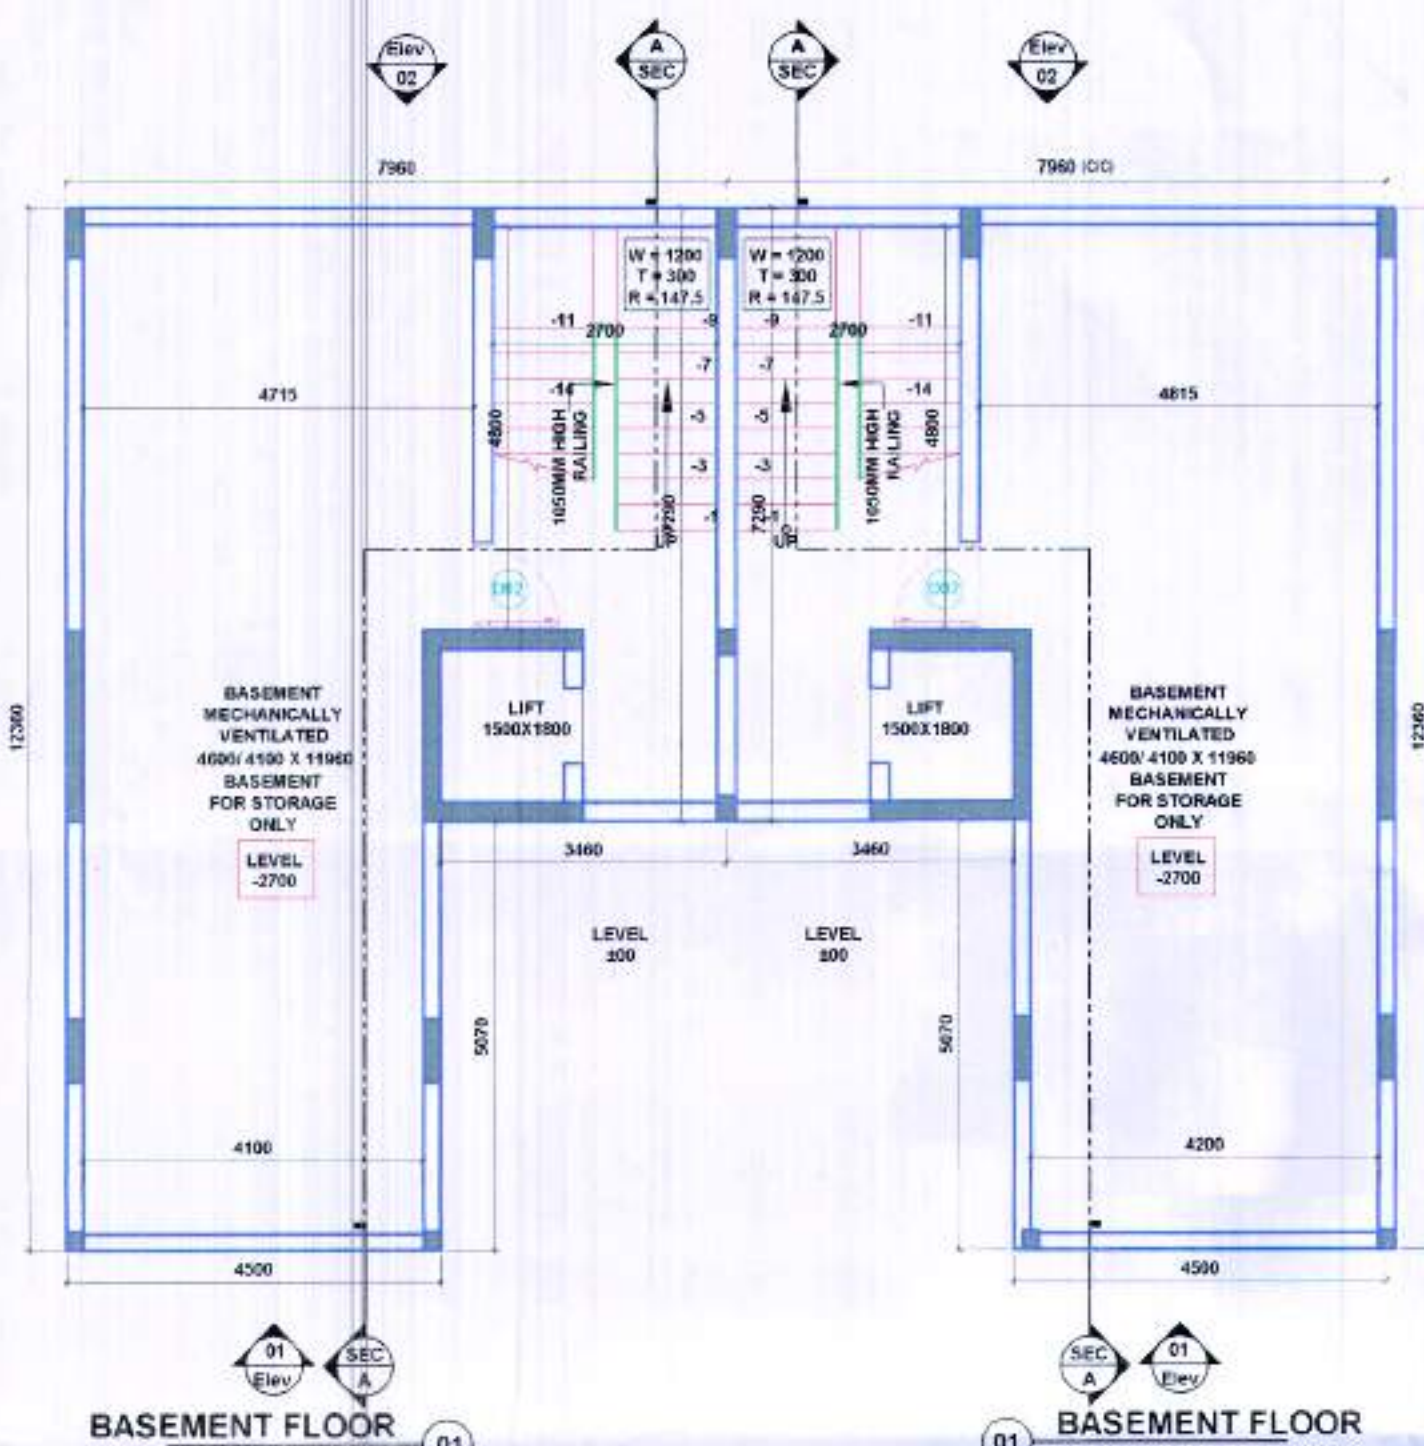 Elev
02
A
SEC
A
SEC
Elev
02
7960
7960 (C/C)
W = 1200
T = 300
R = 147.5
W = 1200
T = 300
R = 147.5
-11
2700
-9
-9
2700
-11
-7
-7
-14
-14
4715
4815
4800
1050MM HIGH
RAILING
-5
-5
1050MM HIGH
RAILING
4800
-3
-3
-1
7290
UP
7290
UP
D02
12360
BASEMENT
MECHANICALLY
VENTILATED
4600/ 4100 X 11960
BASEMENT
FOR STORAGE
ONLY
LEVEL
-2700
LIFT
1500X1800
LIFT
1500X1800
BASEMENT
MECHANICALLY
VENTILATED
4600/ 4100 X 11960
BASEMENT
FOR STORAGE
ONLY
LEVEL
-2700
12360
3460
3460
LEVEL
±00
LEVEL
±00
5070
5070
4100
4200
4500
4500
01
Elev
SEC
A
SEC
A
01
Elev
BASEMENT FLOOR
01
01
BASEMENT FLOOR